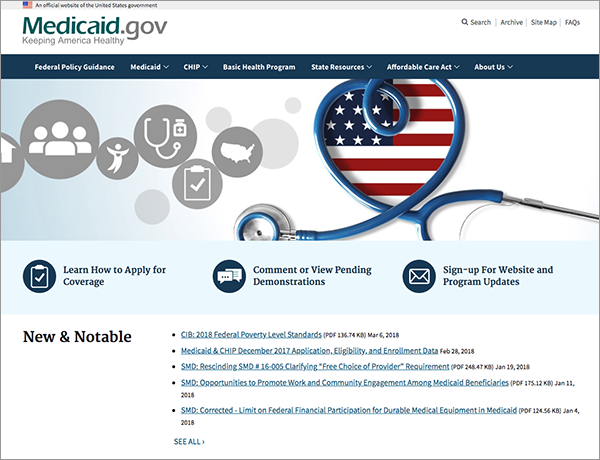 An official website of the United States government
Medicaid.gov
Keeping America Healthy
Search | Archive | Site Map | FAQs
Federal Policy Guidance Medicaid CHIP Basic Health Program State Resources Affordable Care Act About Us
Learn How to Apply for
Coverage
Comment or View Pending
Demonstrations
Sign-up For Website and
Program Updates
New & Notable
CIB: 2018 Federal Poverty Level Standards (PDF 136.74 KB) Mar 6, 2018
Medicaid & CHIP December 2017 Application, Eligibility, and Enrollment Data Feb 28, 2018
SMD: Rescinding SMD # 16-005 Clarifying "Free Choice of Provider" Requirement (PDF 248.47 KB) Jan 19, 2018
SMD: Opportunities to Promote Work and Community Engagement Among Medicaid Beneficiaries (PDF 175.12 KB) Jan 11,
2018
SMD: Corrected - Limit on Federal Financial Participation for Durable Medical Equipment in Medicaid (PDF 124.56 KB) Jan 4,
2018
SEE ALL ›